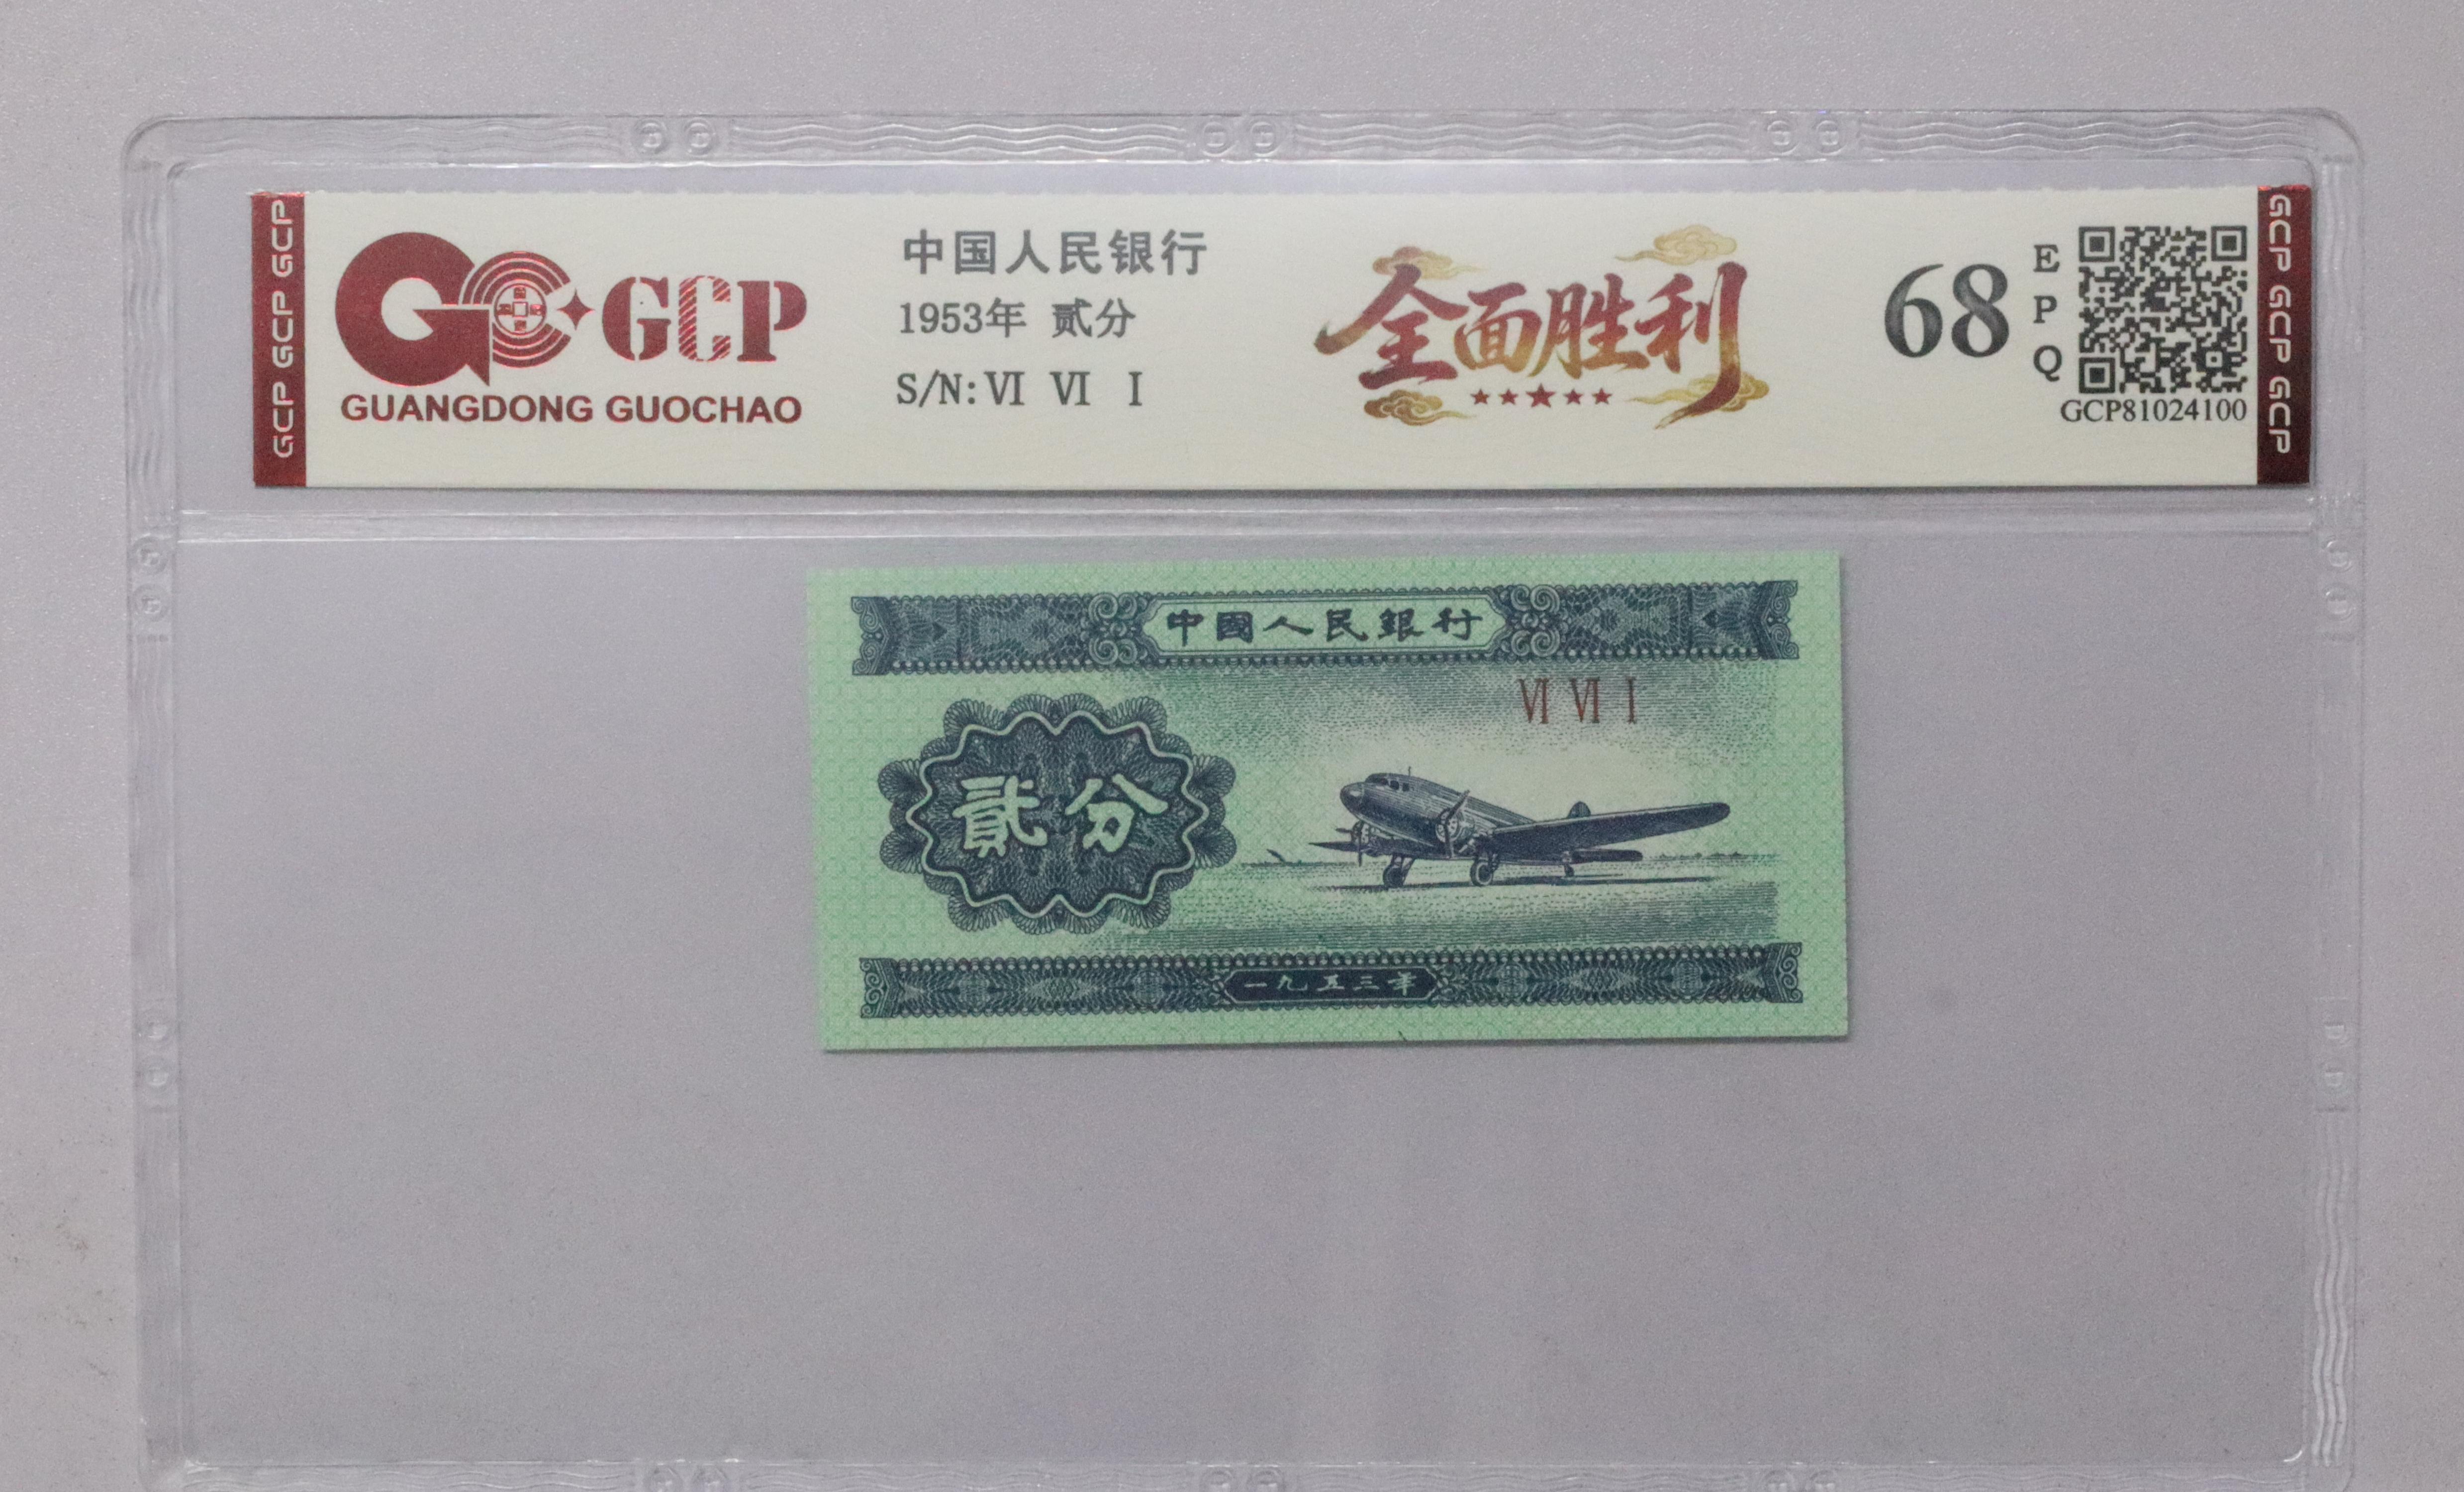 GCP GCP GCP
GCP
GUANGDONG GUOCHAO
中国人民银行
1953年 贰分
S/N:Ⅵ Ⅵ Ⅰ
全面胜利
68
EPQ
GCP81024100
GCP GCP GCP
中國人民銀行
Ⅵ Ⅵ Ⅰ
貳分
一九五三年